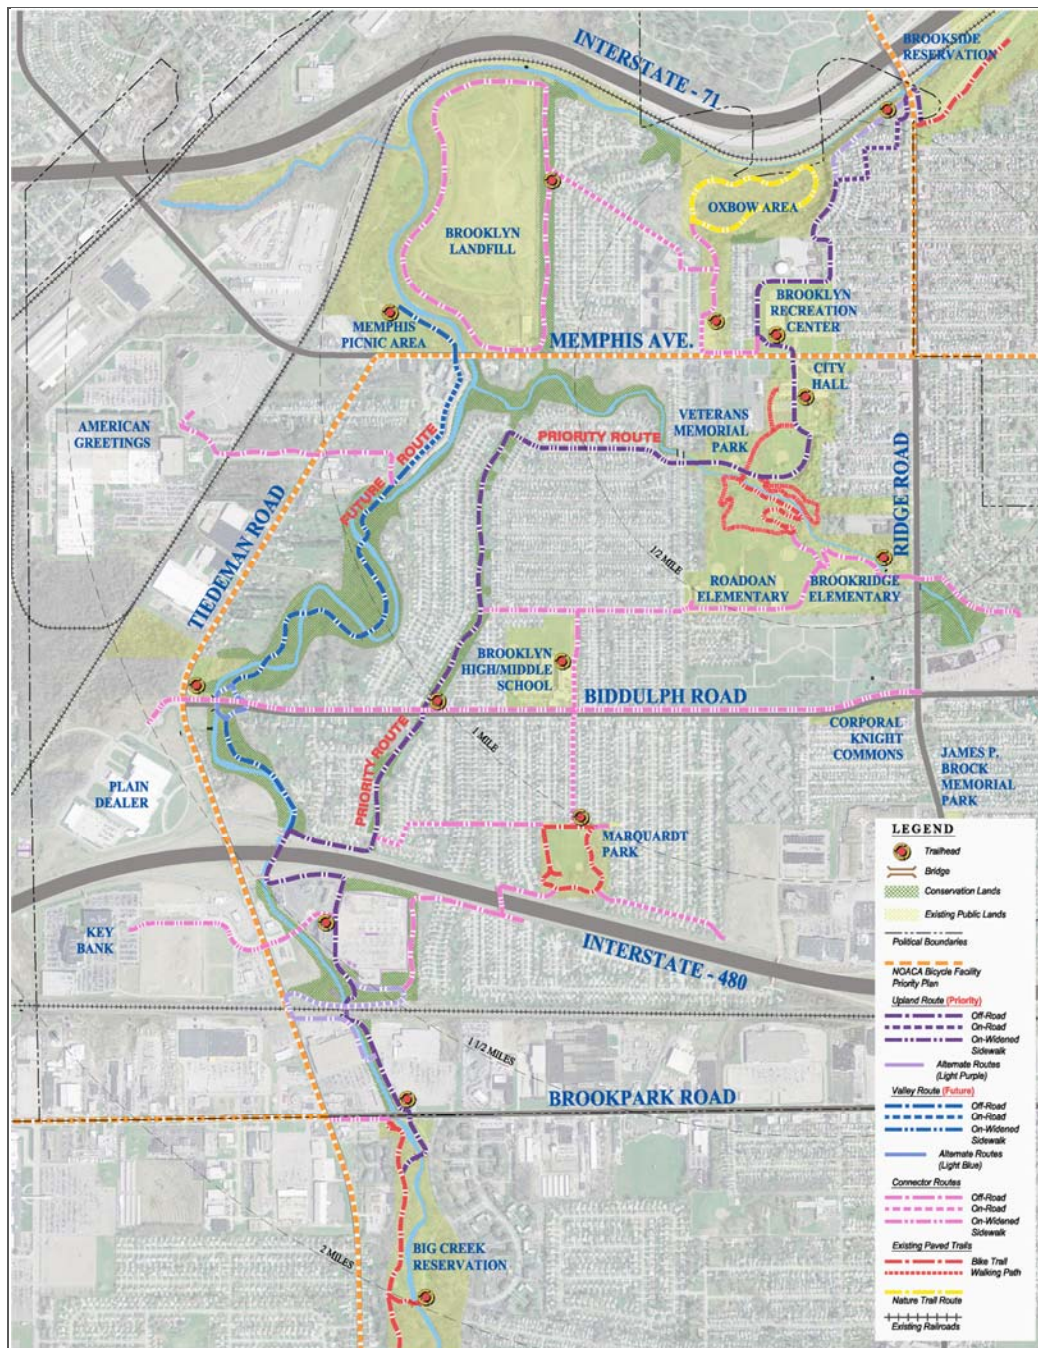 INTERSTATE - 71
BROOKSIDE
RESERVATION
OXBOW AREA
BROOKLYN
LANDFILL
BROOKLYN
RECREATION
CENTER
MEMPHIS
PICNIC AREA
MEMPHIS AVE.
CITY
HALL
AMERICAN
GREETINGS
VETERANS
MEMORIAL
PARK
PRIORITY ROUTE
FUTURE ROUTE
RIDGE ROAD
TIEDEMAN ROAD
1/2 MILE
ROADOAN
ELEMENTARY
BROOKRIDGE
ELEMENTARY
BROOKLYN
HIGH/MIDDLE
SCHOOL
BIDDULPH ROAD
PRIORITY ROUTE
1 MILE
CORPORAL
KNIGHT
COMMONS
JAMES P.
BROCK
MEMORIAL
PARK
PLAIN
DEALER
MARQUARDT
PARK
KEY
BANK
INTERSTATE - 480
1 1/2 MILES
BROOKPARK ROAD
2 MILES
BIG CREEK
RESERVATION
LEGEND
Trailhead
Bridge
Conservation Lands
Existing Public Lands
Political Boundaries
NOACA Bicycle Facility
Priority Plan
Upland Route (Priority)
Off-Road
On-Road
On-Widened
Sidewalk
Alternate Routes
(Light Purple)
Valley Route (Future)
Off-Road
On-Road
On-Widened
Sidewalk
Alternate Routes
(Light Blue)
Connector Routes
Off-Road
On-Road
On-Widened
Sidewalk
Existing Paved Trails
Bike Trail
Walking Path
Nature Trail Route
Existing Railroads